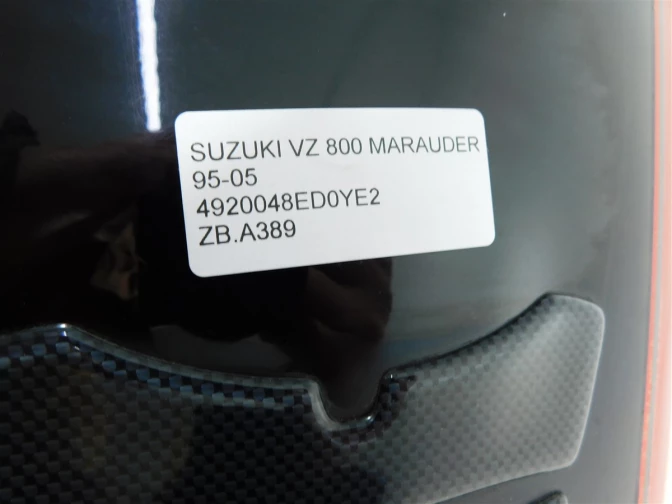 SUZUKI VZ 800 MARAUDER
95-05
4920048ED0YE2
ZB.A389